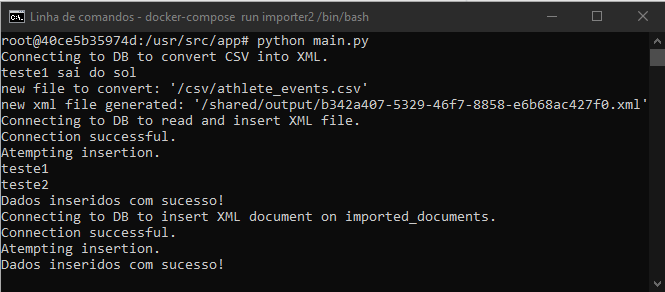 Linha de comandos - docker-compose run importer2 /bin/bash
root@40ce5b35974d:/usr/src/app# python main.py
Connecting to DB to convert CSV into XML.
teste1 sai do sol
new file to convert: '/csv/athlete_events.csv'
new xml file generated: '/shared/output/b342a407-5329-46f7-8858-e6b68ac427f0.xml'
Connecting to DB to read and insert XML file.
Connection successful.
Atempting insertion.
teste1
teste2
Dados inseridos com sucesso!
Connecting to DB to insert XML document on imported_documents.
Connection successful.
Atempting insertion.
Dados inseridos com sucesso!